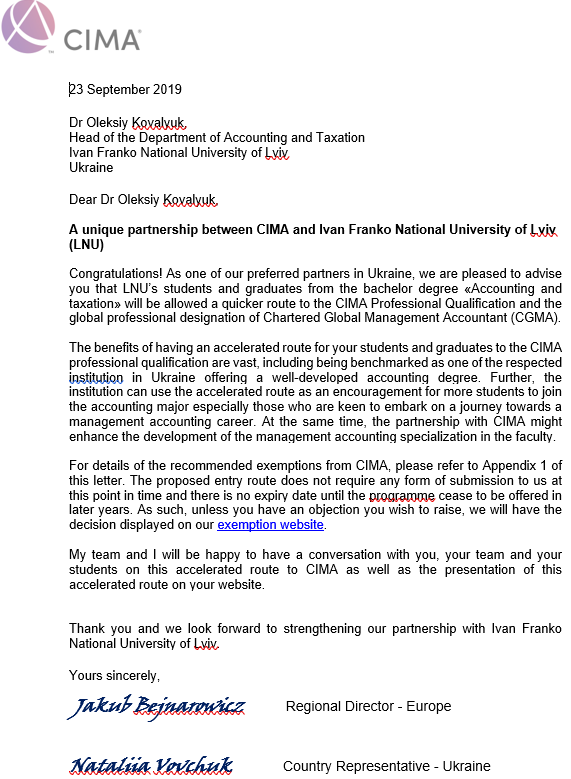 CIMA™
23 September 2019
Dr Oleksiy Kovalyuk,
Head of the Department of Accounting and Taxation
Ivan Franko National University of Lviv
Ukraine
Dear Dr Oleksiy Kovalyuk,
A unique partnership between CIMA and Ivan Franko National University of Lviv
(LNU)
Congratulations! As one of our preferred partners in Ukraine, we are pleased to advise
you that LNU's students and graduates from the bachelor degree «Accounting and
taxation» will be allowed a quicker route to the CIMA Professional Qualification and the
global professional designation of Chartered Global Management Accountant (CGMA).
The benefits of having an accelerated route for your students and graduates to the CIMA
professional qualification are vast, including being benchmarked as one of the respected
institution in Ukraine offering a well-developed accounting degree. Further, the
institution can use the accelerated route as an encouragement for more students to join
the accounting major especially those who are keen to embark on a journey towards a
management accounting career. At the same time, the partnership with CIMA might
enhance the development of the management accounting specialization in the faculty.
For details of the recommended exemptions from CIMA, please refer to Appendix 1 of
this letter. The proposed entry route does not require any form of submission to us at
this point in time and there is no expiry date until the programme cease to be offered in
later years. As such, unless you have an objection you wish to raise, we will have the
decision displayed on our exemption website.
My team and I will be happy to have a conversation with you, your team and your
students on this accelerated route to CIMA as well as the presentation of this
accelerated route on your website.
Thank you and we look forward to strengthening our partnership with Ivan Franko
National University of Lviv.
Yours sincerely,
Jakub Bejnarowicz Regional Director - Europe
Nataliia Vovchuk Country Representative - Ukraine